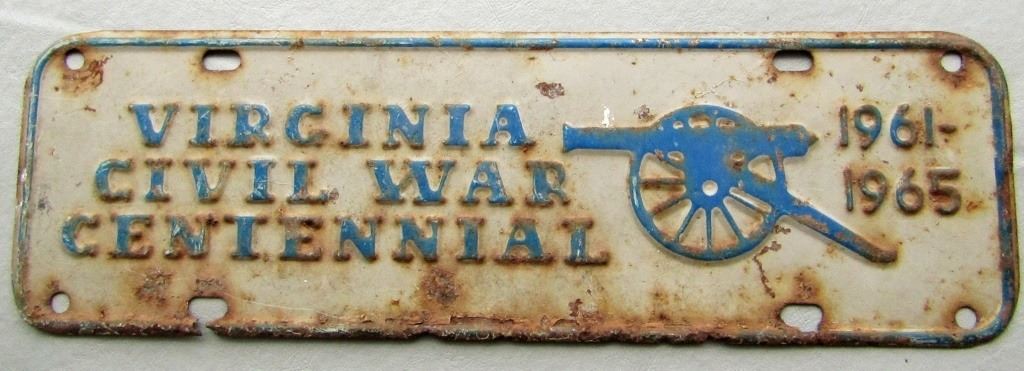 VIRGINIA
CIVIL WAR
CENTENNIAL
1961-
1965